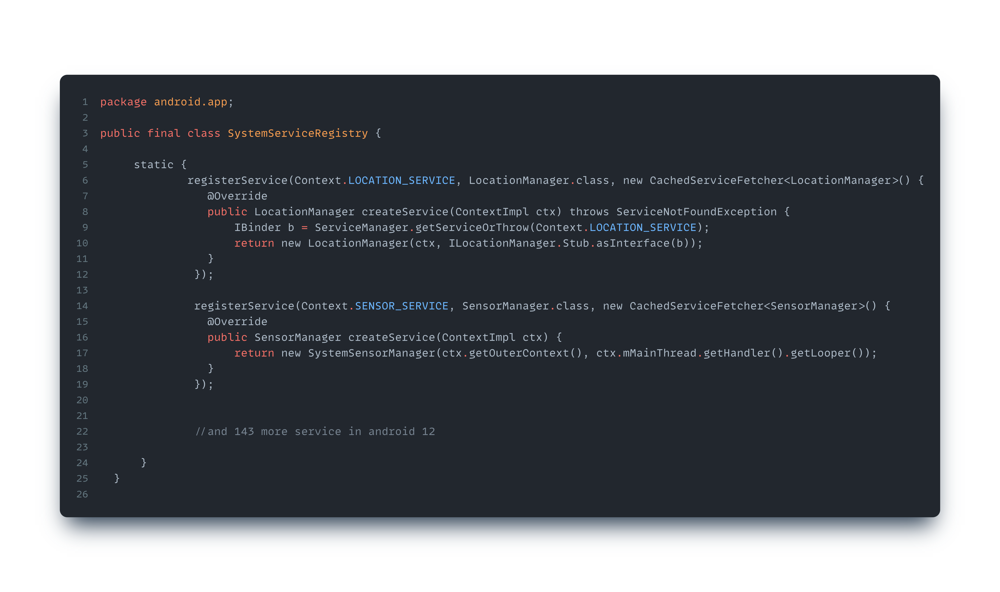 1 package android.app;
2
3 public final class SystemServiceRegistry {
4
5 static {
6 registerService(Context.LOCATION_SERVICE, LocationManager.class, new CachedServiceFetcher<LocationManager>() {
7 @Override
8 public LocationManager createService(ContextImpl ctx) throws ServiceNotFoundException {
9 IBinder b = ServiceManager.getServiceOrThrow(Context.LOCATION_SERVICE);
10 return new LocationManager(ctx, ILocationManager.Stub.asInterface(b));
11 }
12 });
13
14 registerService(Context.SENSOR_SERVICE, SensorManager.class, new CachedServiceFetcher<SensorManager>() {
15 @Override
16 public SensorManager createService(ContextImpl ctx) {
17 return new SystemSensorManager(ctx.getOuterContext(), ctx.mMainThread.getHandler().getLooper());
18 }
19 });
20
21
22 //and 143 more service in android 12
23
24 }
25 }
26